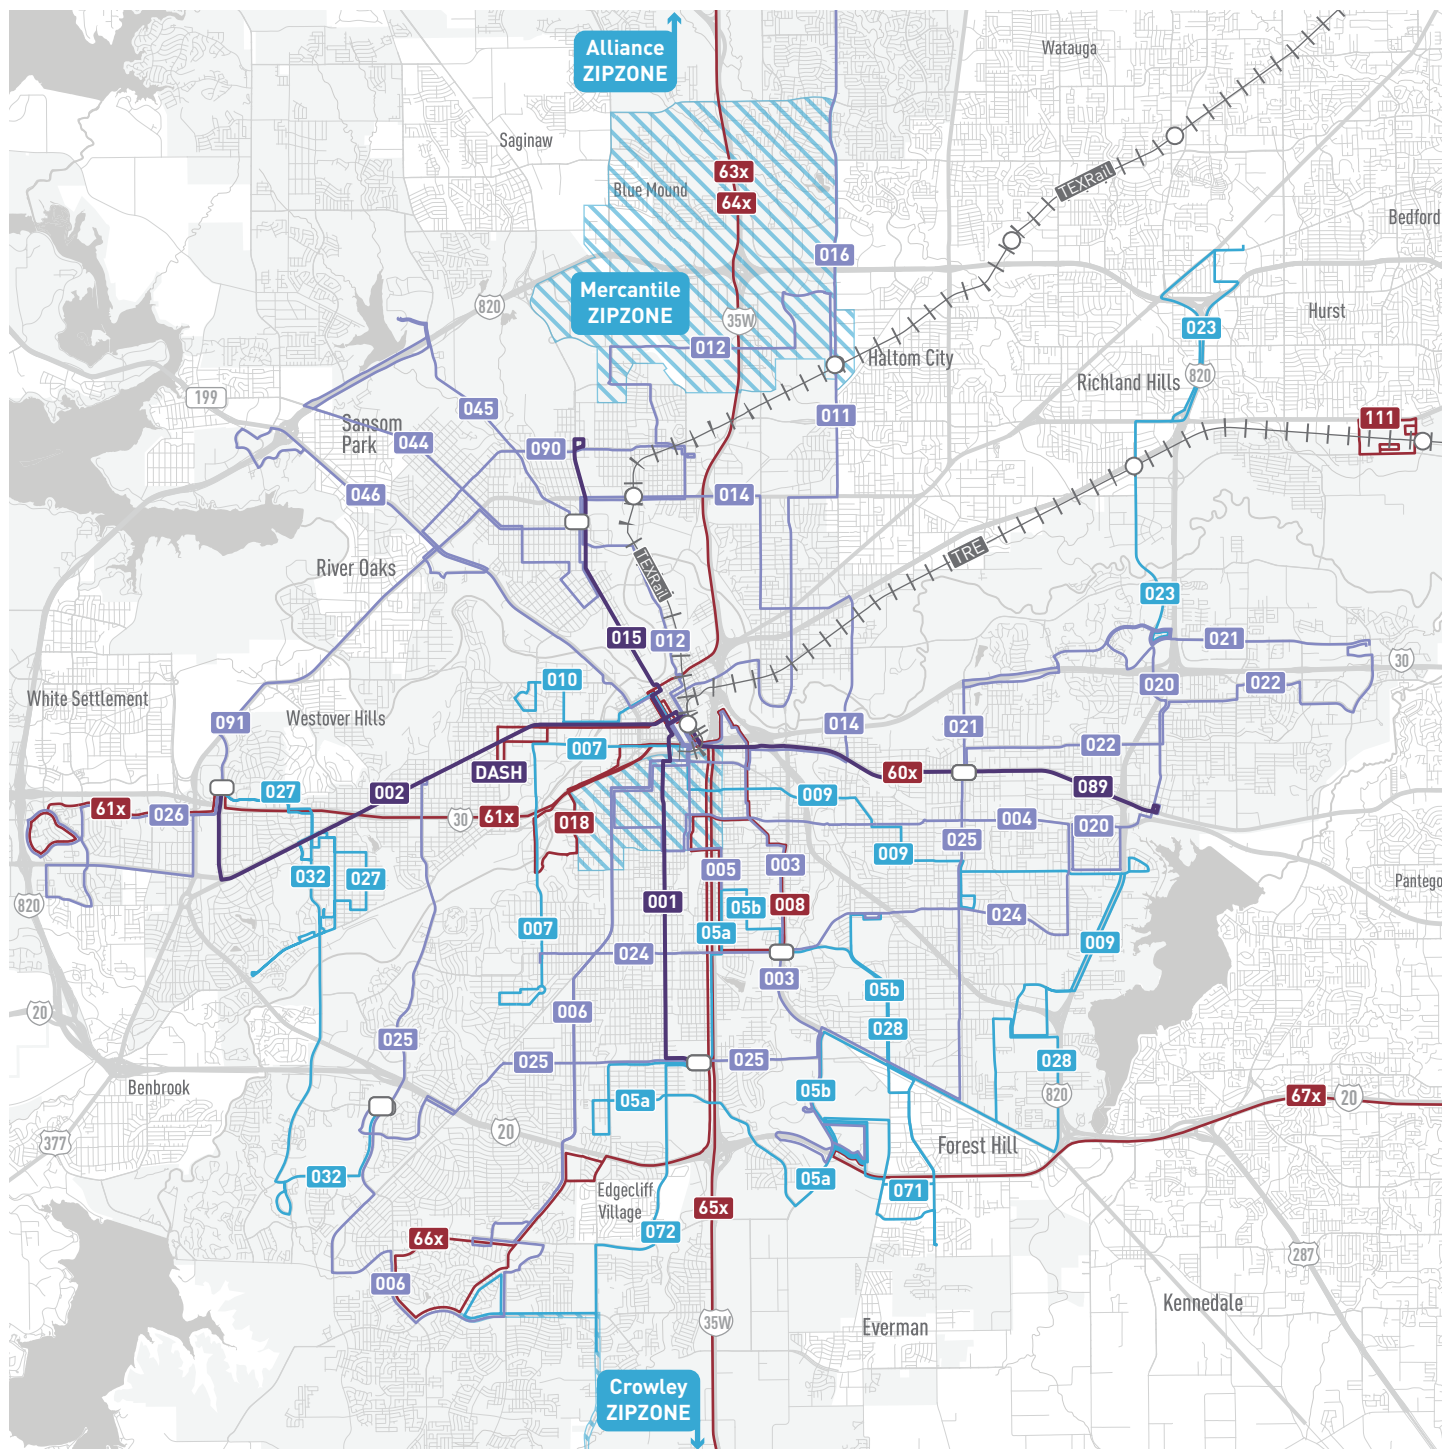 Alliance
ZIPZONE
Watauga
Saginaw
63x
TEXRail
Blue Mound
64x
Bedford
016
Mercantile
ZIPZONE
820
35W
Hurst
023
012
Haltom City
820
Richland Hills
199
045
011
111
Sansom
Park
044
090
046
014
TRE
River Oaks
TEXRail
023
015
012
021
30
010
020
022
White Settlement
091
Westover Hills
014
021
007
022
DASH
60x
089
027
002
009
61x
026
30
61x
018
004
020
025
009
003
005
032
027
Pantego
820
001
05b
008
024
007
05a
009
024
003
05b
20
006
028
025
025
025
028
Benbrook
05b
820
67x
20
05a
20
377
Forest Hill
032
05a
071
Edgecliff
Village
65x
66x
072
287
006
Kennedale
35W
Everman
Crowley
ZIPZONE